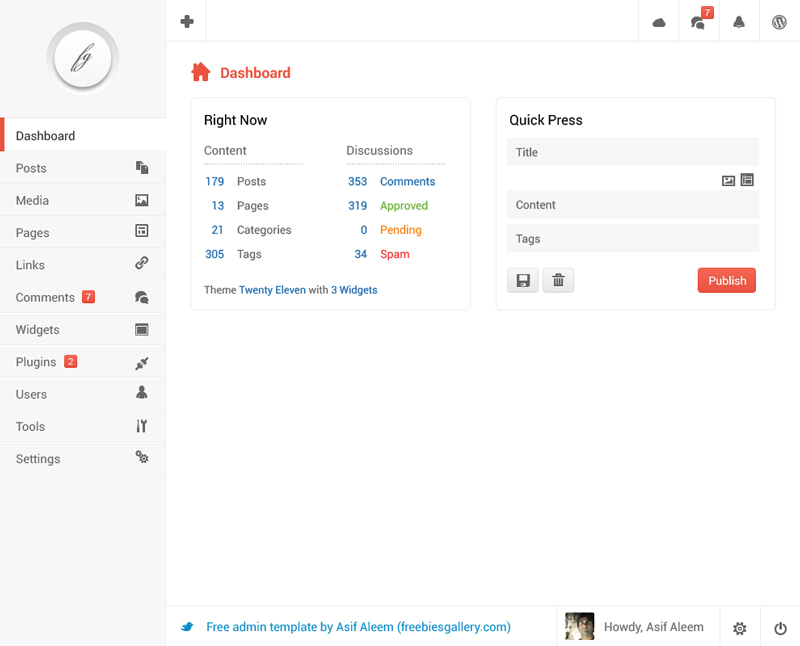 fg
7
Dashboard
Dashboard
Posts
Media
Pages
Links
Comments 7
Widgets
Plugins 2
Users
Tools
Settings
Right Now
Content
179 Posts
13 Pages
21 Categories
305 Tags
Discussions
353 Comments
319 Approved
0 Pending
34 Spam
Theme Twenty Eleven with 3 Widgets
Quick Press
Title
Content
Tags
Publish
Free admin template by Asif Aleem (freebiesgallery.com)
Howdy, Asif Aleem